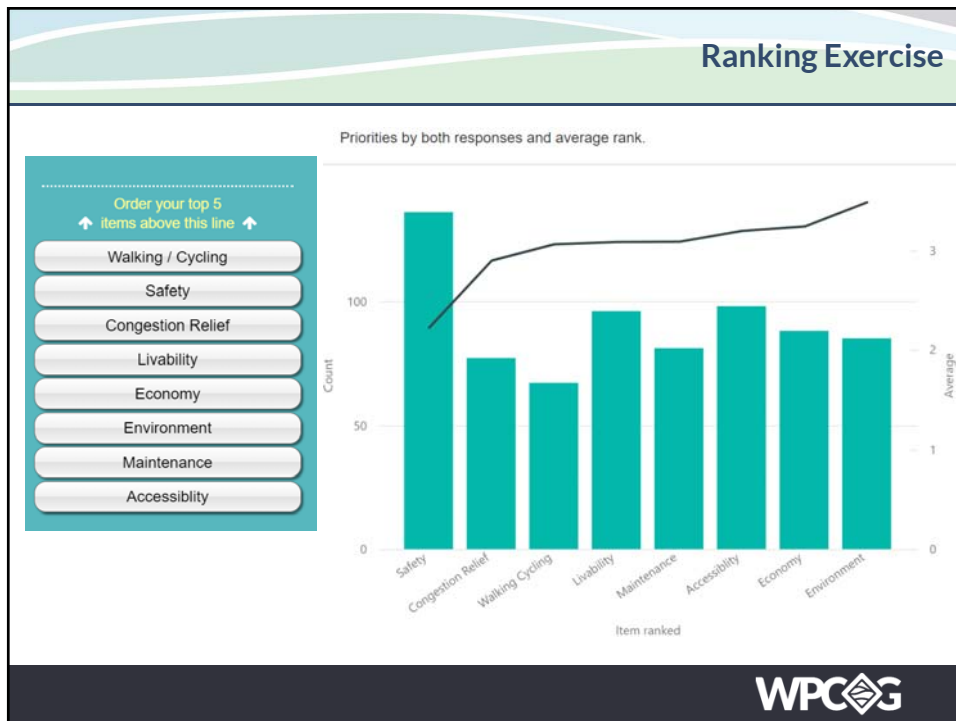 Ranking Exercise
Priorities by both responses and average rank.
Order your top 5
items above this line
Walking / Cycling
Safety
Congestion Relief
Livability
Economy
Environment
Maintenance
Accessiblity
100
50
0
Count
3
2
1
0
Average
Safety
Congestion Relief
Walking Cycling
Livability
Maintenance
Accessiblity
Economy
Environment
Item ranked
WPCOG